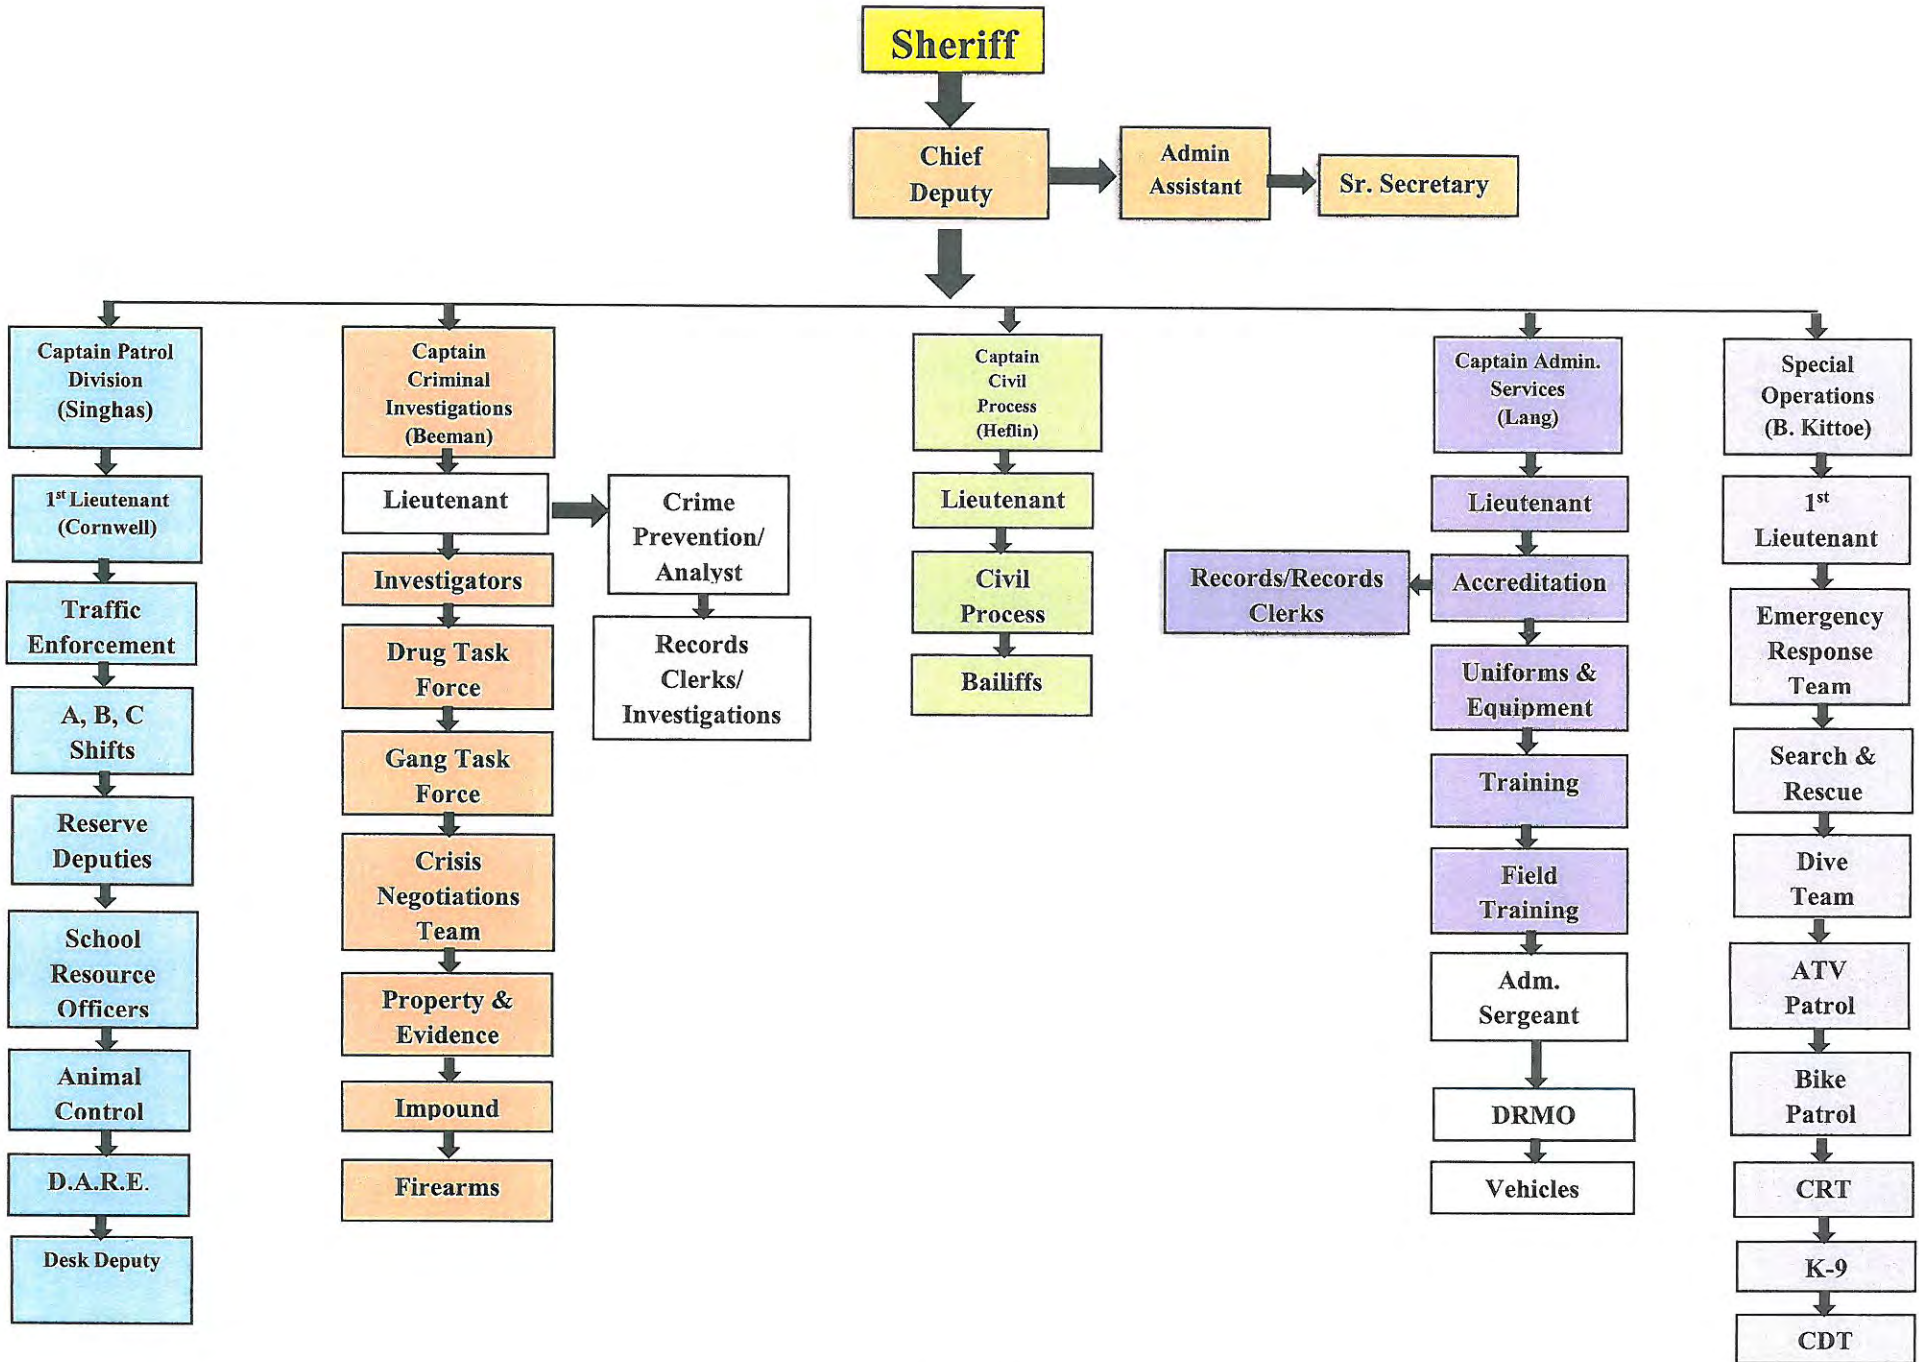 Sheriff
Chief
Deputy
Admin
Assistant
Sr. Secretary
Captain Patrol
Division
(Singhas)
1st Lieutenant
(Cornwell)
Traffic
Enforcement
A, B, C
Shifts
Reserve
Deputies
School
Resource
Officers
Animal
Control
D.A.R.E.
Desk Deputy
Captain
Criminal
Investigations
(Beeman)
Lieutenant
Crime
Prevention/
Analyst
Records
Clerks/
Investigations
Investigators
Drug Task
Force
Gang Task
Force
Crisis
Negotiations
Team
Property &
Evidence
Impound
Firearms
Captain
Civil
Process
(Heflin)
Lieutenant
Civil
Process
Bailiffs
Captain Admin.
Services
(Lang)
Lieutenant
Accreditation
Records/Records
Clerks
Uniforms &
Equipment
Training
Field
Training
Adm.
Sergeant
DRMO
Vehicles
Special
Operations
(B. Kittoe)
1st
Lieutenant
Emergency
Response
Team
Search &
Rescue
Dive
Team
ATV
Patrol
Bike
Patrol
CRT
K-9
CDT